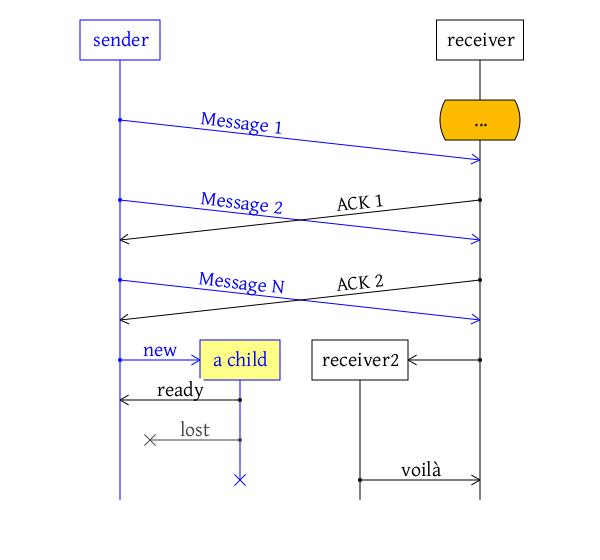 sender
receiver
...
Message 1
Message 2
ACK 1
Message N
ACK 2
new
a child
receiver2
ready
lost
voilà